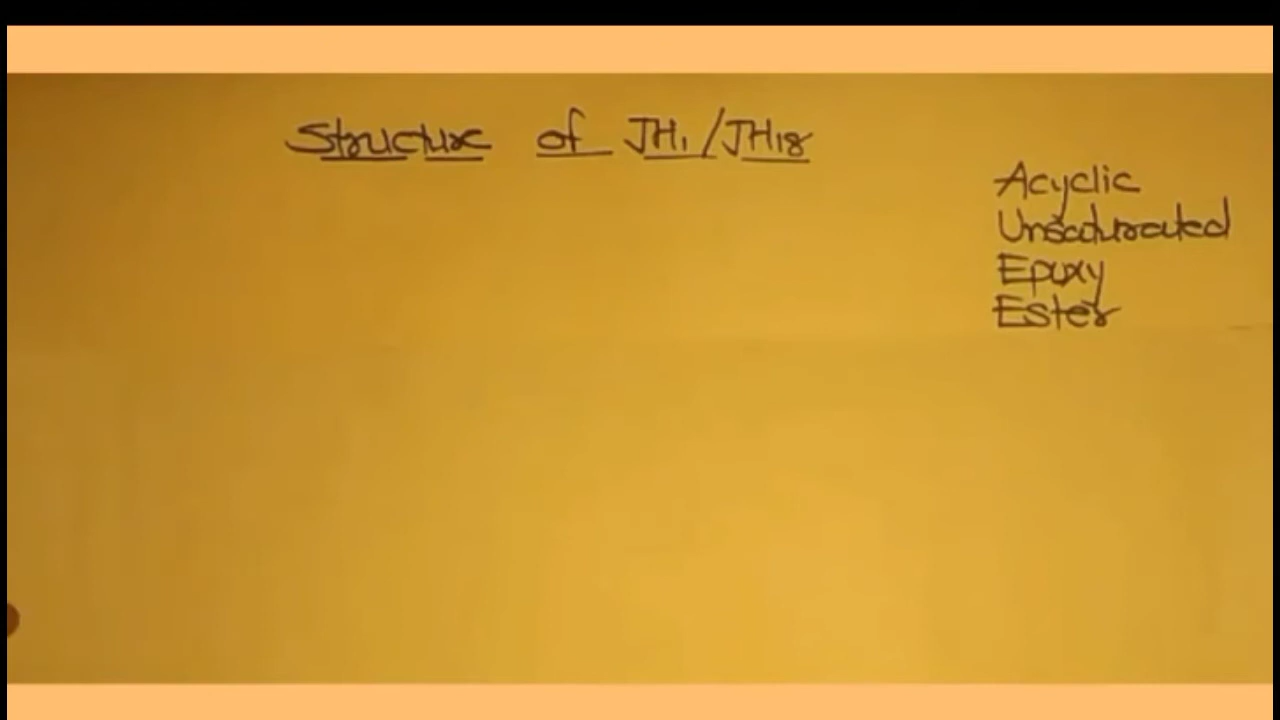 Structure of JH₁/JH₁₈
Acyclic
Unsaturated
Epoxy
Ester